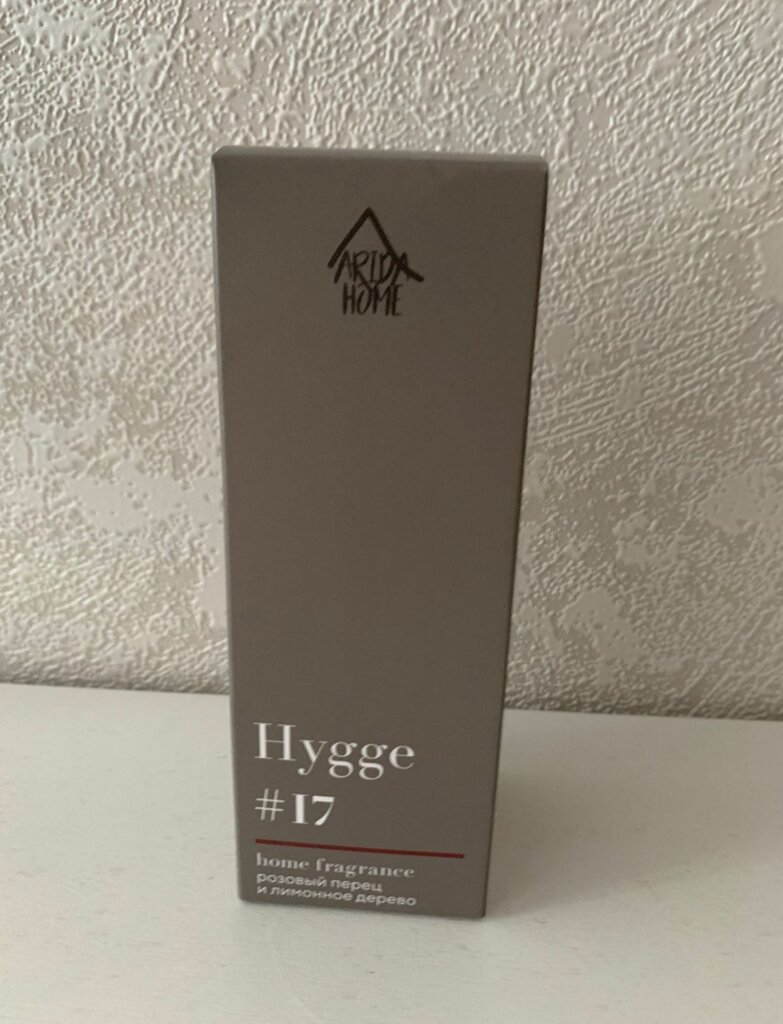 ARIDA
HOME
Hygge
#17
home fragrance
розовый перец
и лимонное дерево